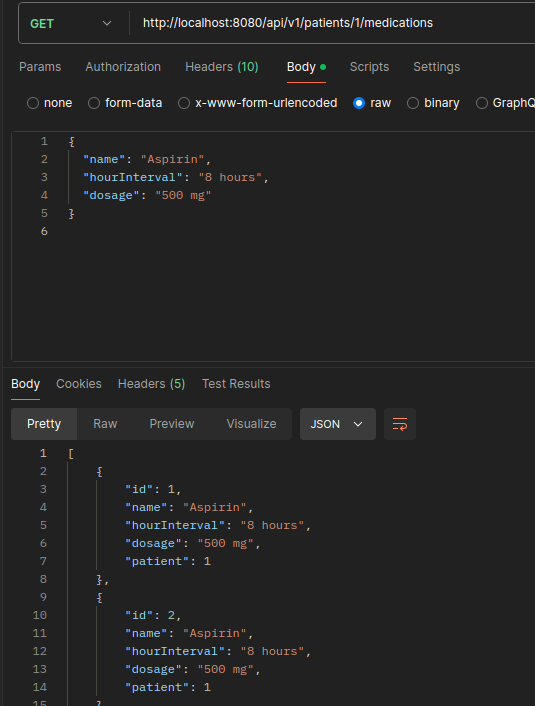 GET http://localhost:8080/api/v1/patients/1/medications
Params Authorization Headers (10) Body Scripts Settings
none form-data x-www-form-urlencoded raw binary GraphQ
1 {
2 "name": "Aspirin",
3 "hourInterval": "8 hours",
4 "dosage": "500 mg"
5 }
6
Body Cookies Headers (5) Test Results
Pretty Raw Preview Visualize JSON
1 [
2 {
3 "id": 1,
4 "name": "Aspirin",
5 "hourInterval": "8 hours",
6 "dosage": "500 mg",
7 "patient": 1
8 },
9 {
10 "id": 2,
11 "name": "Aspirin",
12 "hourInterval": "8 hours",
13 "dosage": "500 mg",
14 "patient": 1
15 }